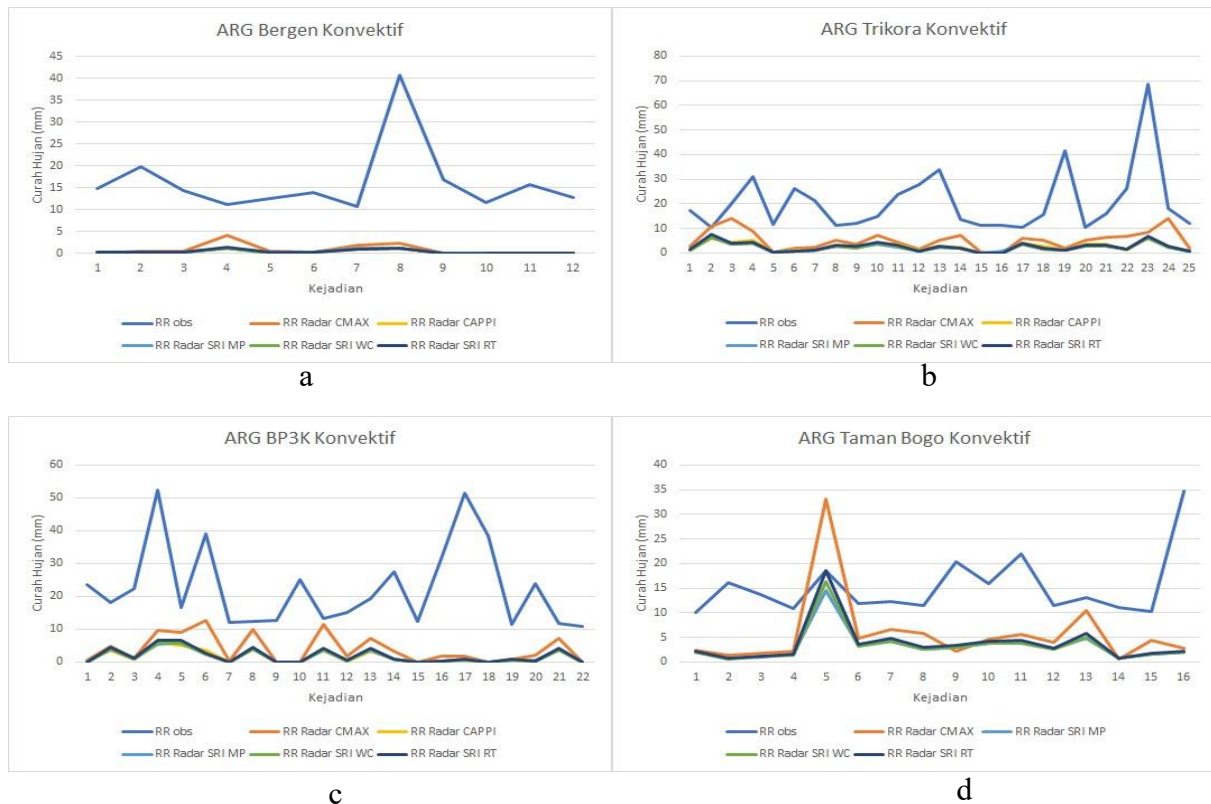 ARG Bergen Konvektif
45
40
35
30
25
20
15
10
5
0
Curah Hujan (mm)
1 2 3 4 5 6 7 8 9 10 11 12
Kejadian
RR obs RR Radar CMAX RR Radar CAPPI
RR Radar SRI MP RR Radar SRI WC RR Radar SRI RT
a
ARG Trikora Konvektif
80
70
60
50
40
30
20
10
0
Curah Hujan (mm)
1 2 3 4 5 6 7 8 9 10 11 12 13 14 15 16 17 18 19 20 21 22 23 24 25
Kejadian
RR obs RR Radar CMAX RR Radar CAPPI
RR Radar SRI MP RR Radar SRI WC RR Radar SRI RT
b
ARG BP3K Konvektif
60
50
40
30
20
10
0
Curah Hujan (mm)
1 2 3 4 5 6 7 8 9 10 11 12 13 14 15 16 17 18 19 20 21 22
Kejadian
RR obs RR Radar CMAX RR Radar CAPPI
RR Radar SRI MP RR Radar SRI WC RR Radar SRI RT
c
ARG Taman Bogo Konvektif
40
35
30
25
20
15
10
5
0
Curah Hujan (mm)
1 2 3 4 5 6 7 8 9 10 11 12 13 14 15 16
Kejadian
RR obs RR Radar CMAX RR Radar SRI MP
RR Radar SRI WC RR Radar SRI RT
d